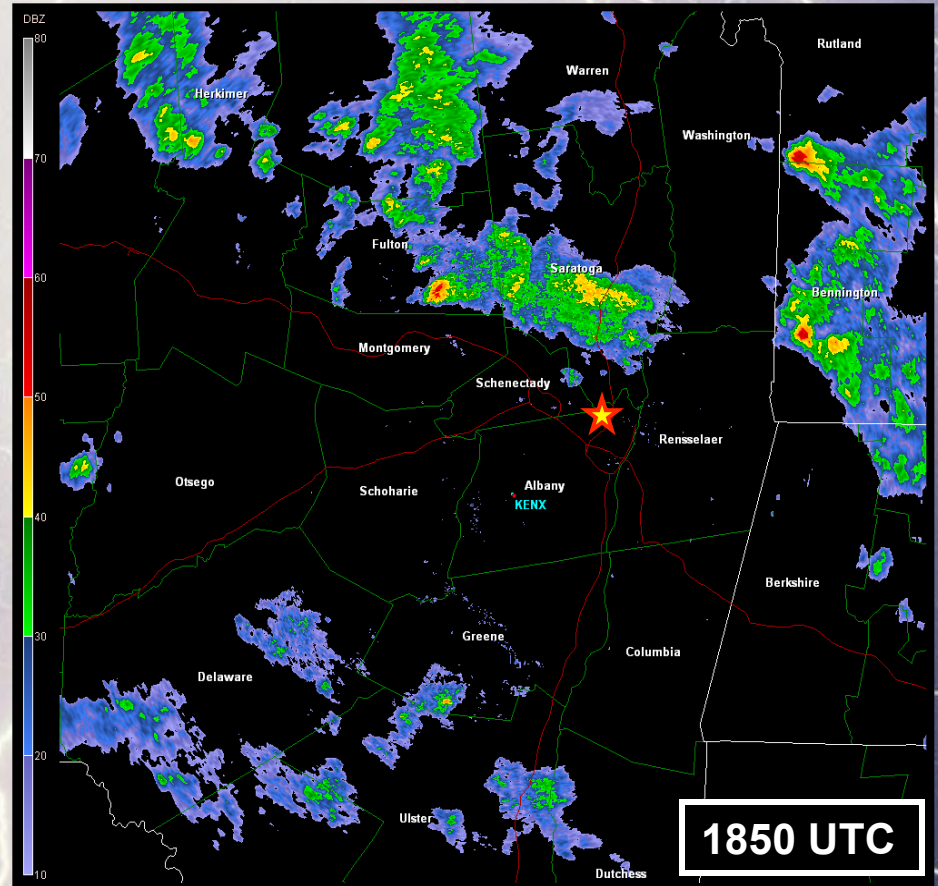 DBZ
80
70
60
50
40
30
20
10
Rutland
Warren
Herkimer
Washington
Fulton
Saratoga
Bennington
Montgomery
Schenectady
Rensselaer
Otsego
Schoharie
Albany
KENX
Berkshire
Greene
Columbia
Delaware
Ulster
Dutchess
1850 UTC